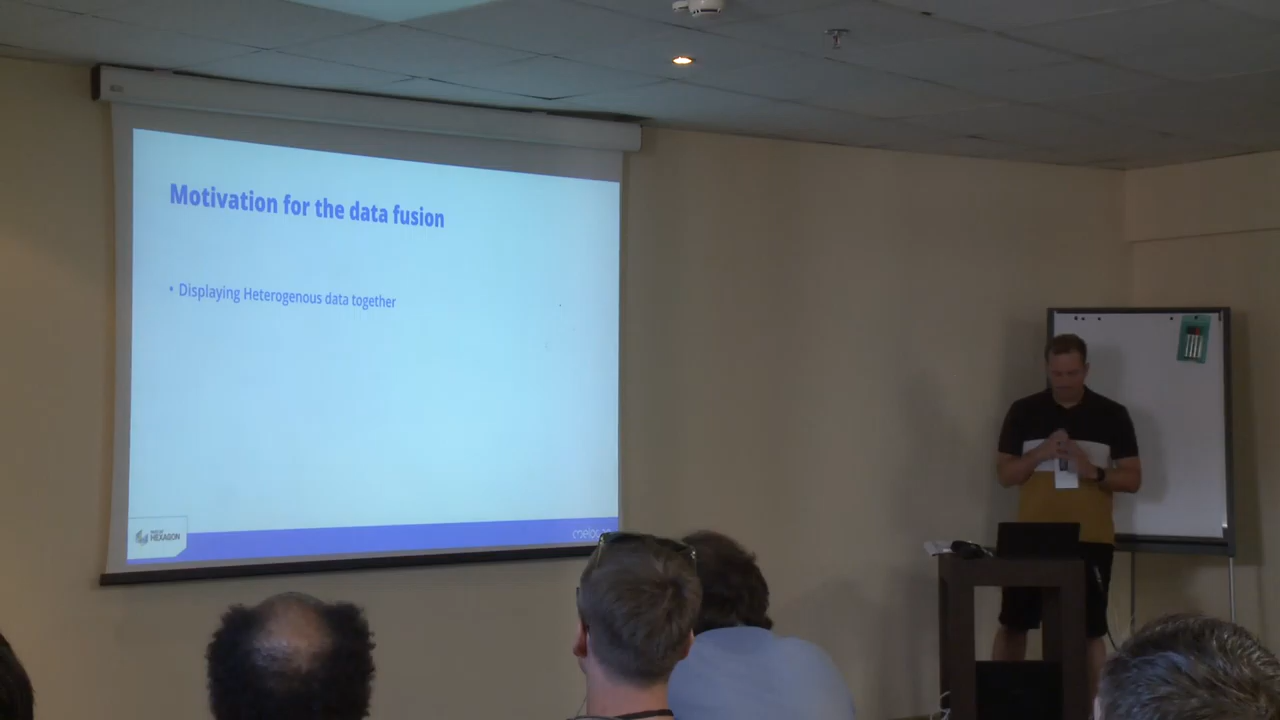 Motivation for the data fusion
• Displaying Heterogenous data together
HEXAGON